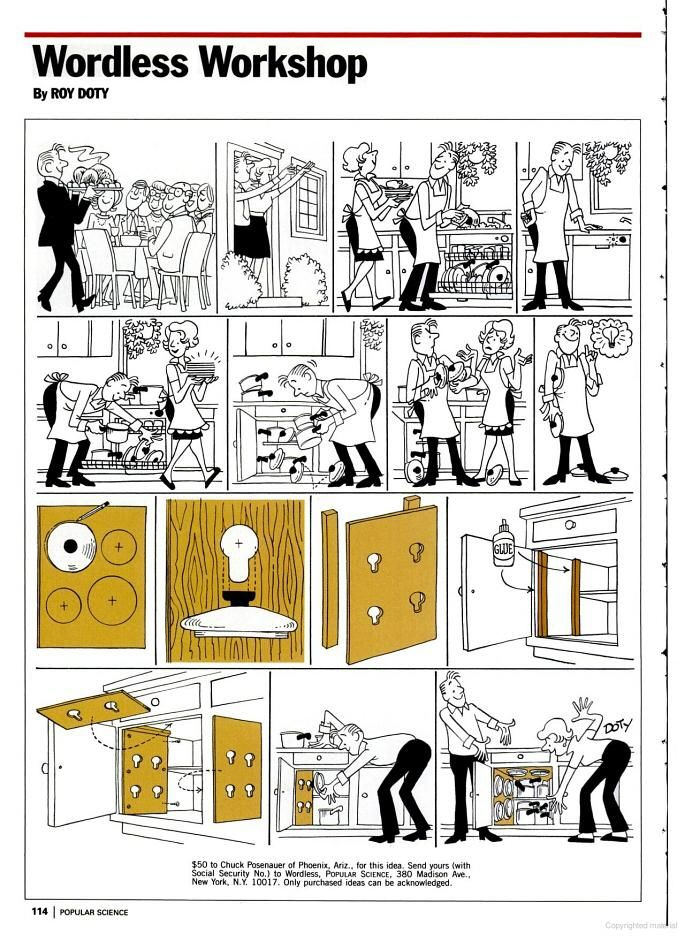 Wordless Workshop
By ROY DOTY
GLUE
DOTY
$50 to Chuck Posenauer of Phoenix, Ariz., for this idea. Send yours (with
Social Security No.) to Wordless, POPULAR SCIENCE, 380 Madison Ave.,
New York, N.Y. 10017. Only purchased ideas can be acknowledged.
114 | POPULAR SCIENCE
Copyrighted material